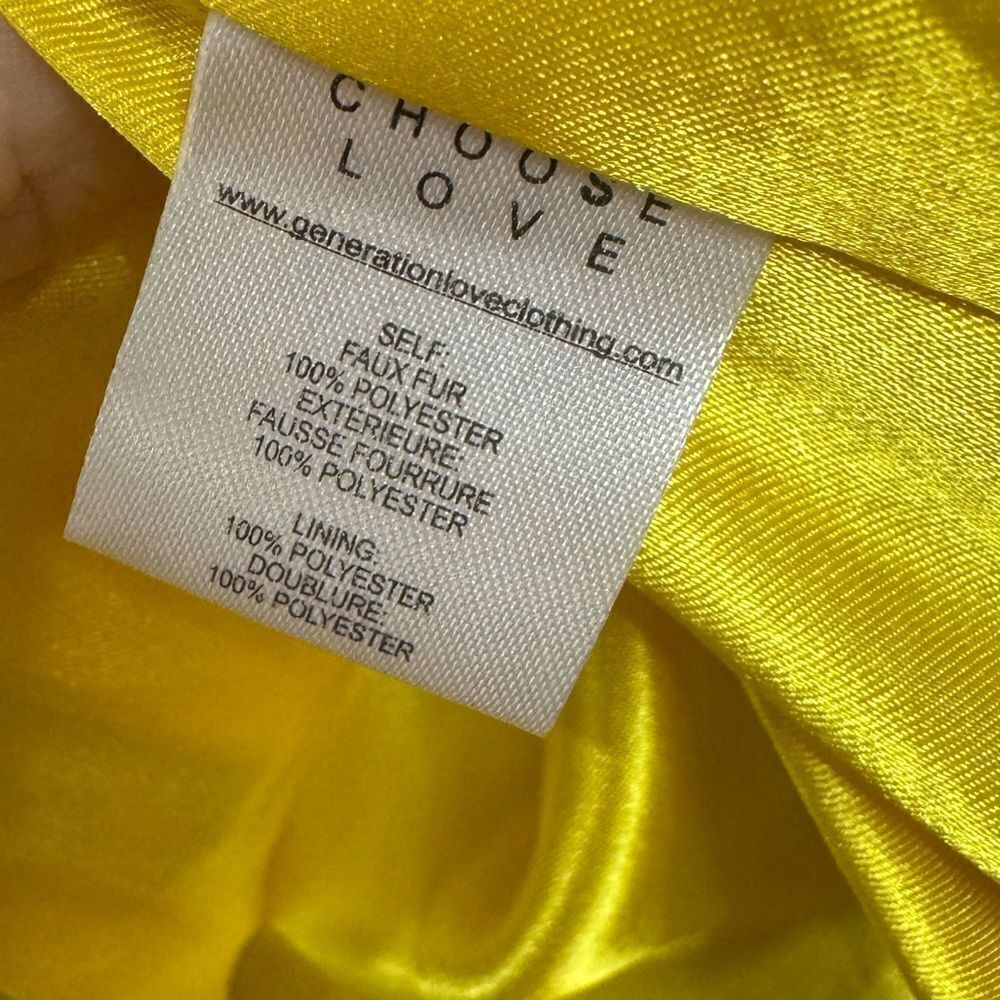 CHOOSE
LOVE
www.generationloveclothing.com
SELF:
FAUX FUR
100% POLYESTER
EXTÉRIEURE:
FAUSSE FOURRURE
100% POLYESTER
LINING:
100% POLYESTER
DOUBLURE:
100% POLYESTER